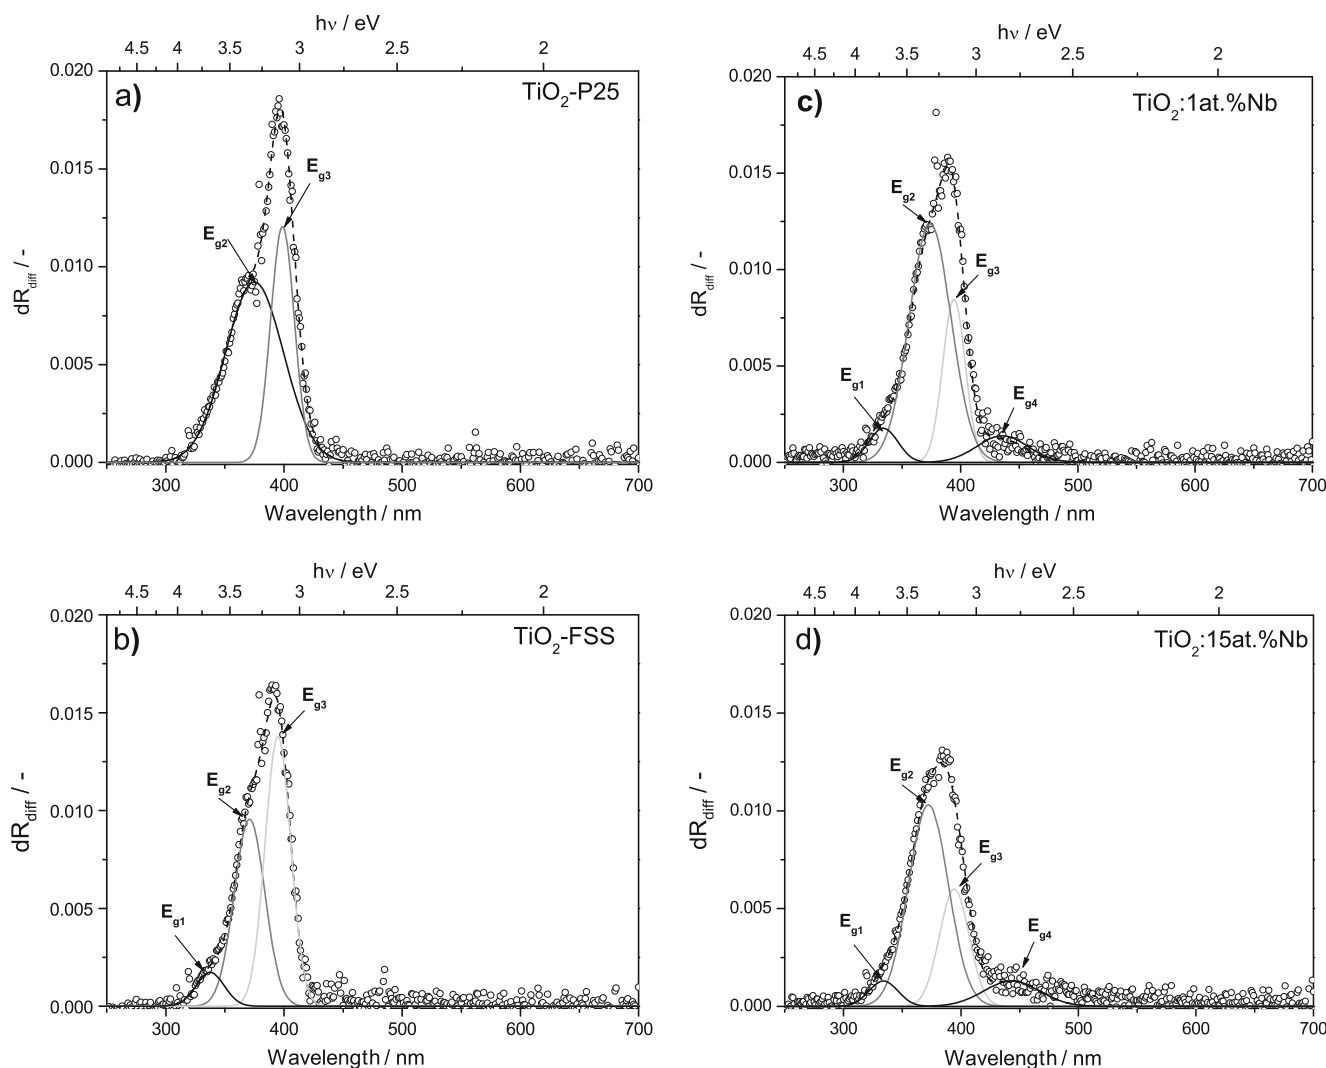 hν / eV
4.5 4 3.5 3 2.5 2
0.020
a)
TiO2-P25
0.015
Eg3
Eg2
0.010
0.005
0.000
dRdiff / -
300 400 500 600 700
Wavelength / nm
hν / eV
4.5 4 3.5 3 2.5 2
0.020
c)
TiO2:1at.%Nb
Eg2
0.015
0.010
Eg3
Eg1
0.005
Eg4
0.000
dRdiff / -
300 400 500 600 700
Wavelength / nm
hν / eV
4.5 4 3.5 3 2.5 2
0.020
b)
TiO2-FSS
Eg3
0.015
Eg2
0.010
Eg1
0.005
0.000
dRdiff / -
300 400 500 600 700
Wavelength / nm
hν / eV
4.5 4 3.5 3 2.5 2
0.020
d)
TiO2:15at.%Nb
0.015
Eg2
0.010
Eg3
Eg1
0.005
Eg4
0.000
dRdiff / -
300 400 500 600 700
Wavelength / nm